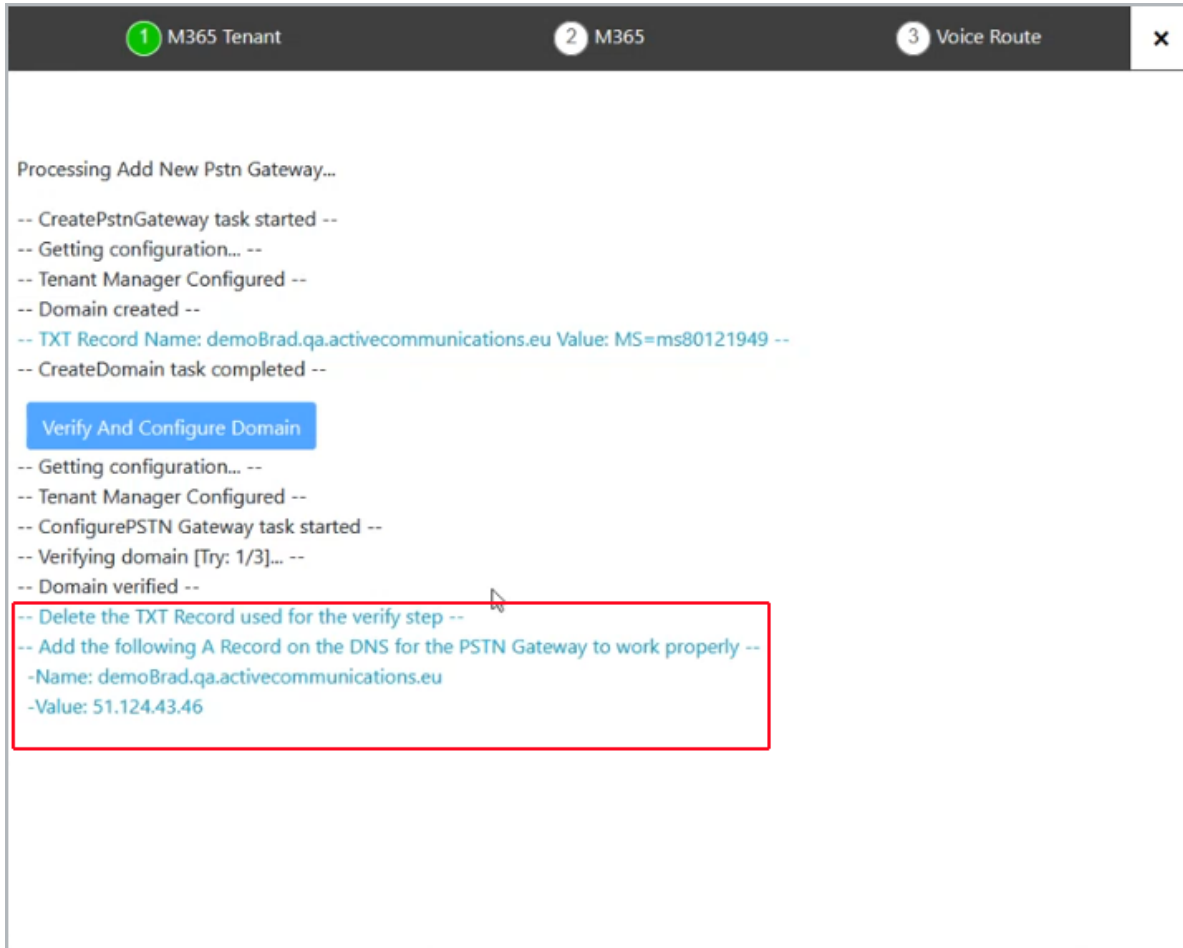 1 M365 Tenant 2 M365 3 Voice Route ×
Processing Add New Pstn Gateway...
-- CreatePstnGateway task started --
-- Getting configuration... --
-- Tenant Manager Configured --
-- Domain created --
-- TXT Record Name: demoBrad.qa.activecommunications.eu Value: MS=ms80121949 --
-- CreateDomain task completed --
Verify And Configure Domain
-- Getting configuration... --
-- Tenant Manager Configured --
-- ConfigurePSTN Gateway task started --
-- Verifying domain [Try: 1/3]... --
-- Domain verified --
-- Delete the TXT Record used for the verify step --
-- Add the following A Record on the DNS for the PSTN Gateway to work properly --
-Name: demoBrad.qa.activecommunications.eu
-Value: 51.124.43.46